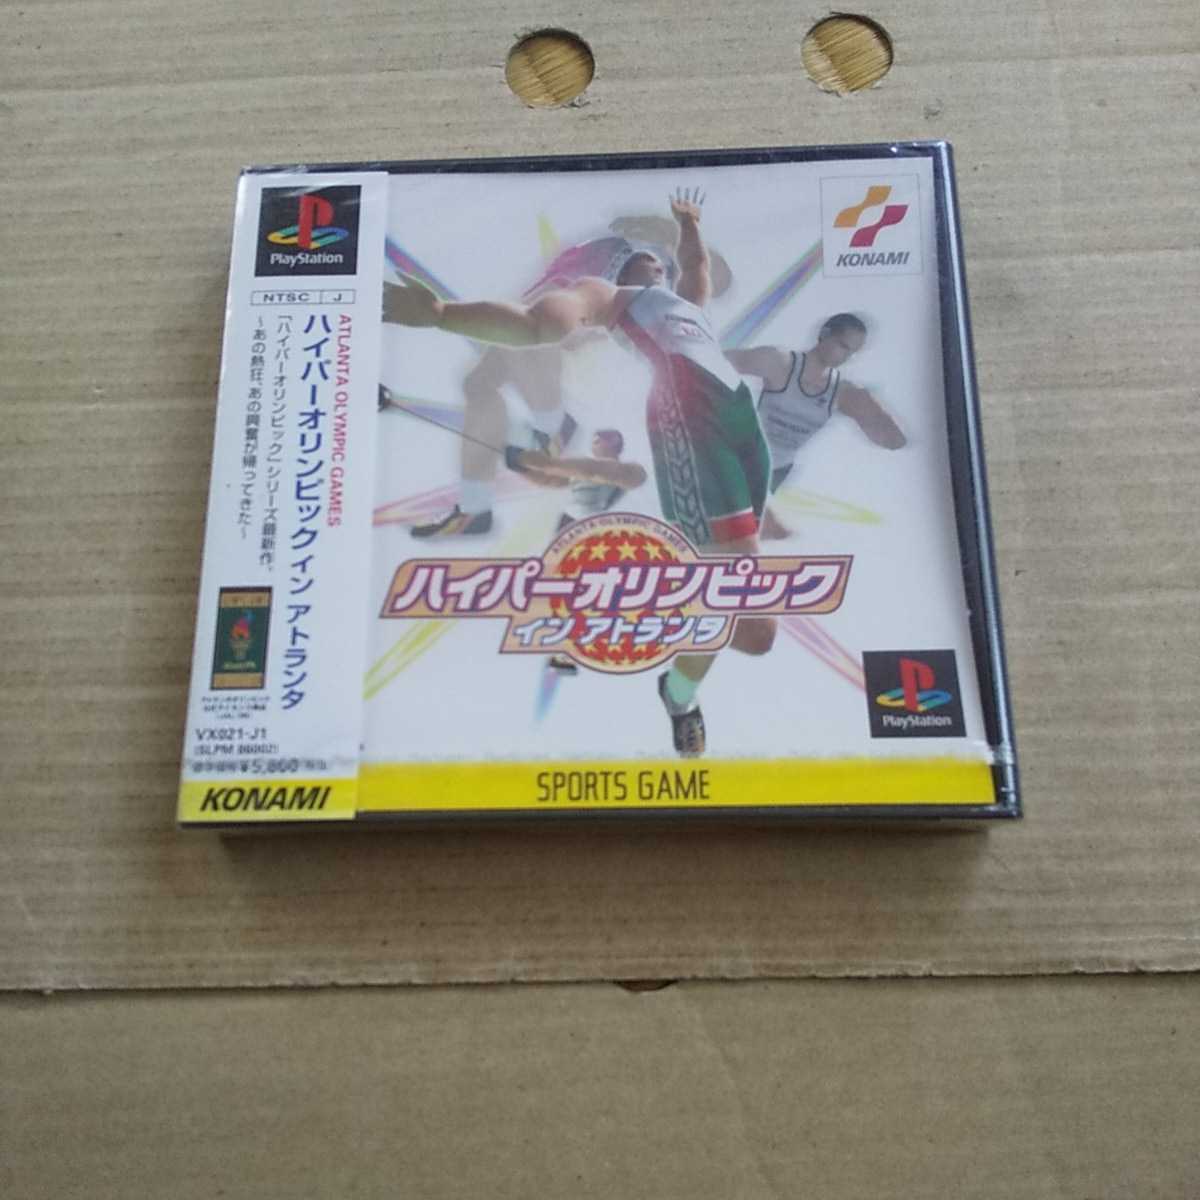 PlayStation
NTSC J
ATLANTA OLYMPIC GAMES
ハイパーオリンピック イン アトランタ
「ハイパーオリンピック」シリーズ最新作。
～あの熱狂、あの興奮が帰ってきた～
VX021-J1
(SLPM 86002)
¥5,800
KONAMI
KONAMI
ATLANTA OLYMPIC GAMES
ハイパーオリンピック
イン アトランタ
PlayStation
SPORTS GAME